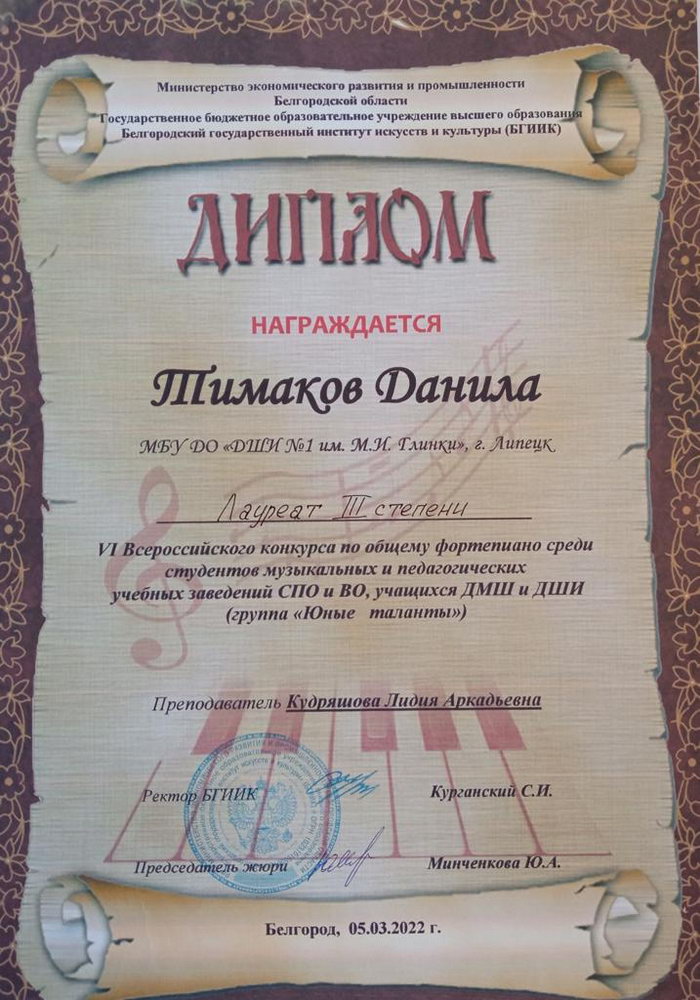 Министерство экономического развития и промышленности
Белгородской области
Государственное бюджетное образовательное учреждение высшего образования
Белгородский государственный институт искусств и культуры (БГИИК)
ДИПЛОМ
НАГРАЖДАЕТСЯ
Тимаков Данила
МБУ ДО «ДШИ №1 им. М.И. Глинки», г. Липецк
Лауреат III степени
VI Всероссийского конкурса по общему фортепиано среди
студентов музыкальных и педагогических
учебных заведений СПО и ВО, учащихся ДМШ и ДШИ
(группа «Юные таланты»)
Преподаватель Кудряшова Лидия Аркадьевна
Ректор БГИИК Курганский С.И.
Председатель жюри Минченкова Ю.А.
Белгород, 05.03.2022 г.